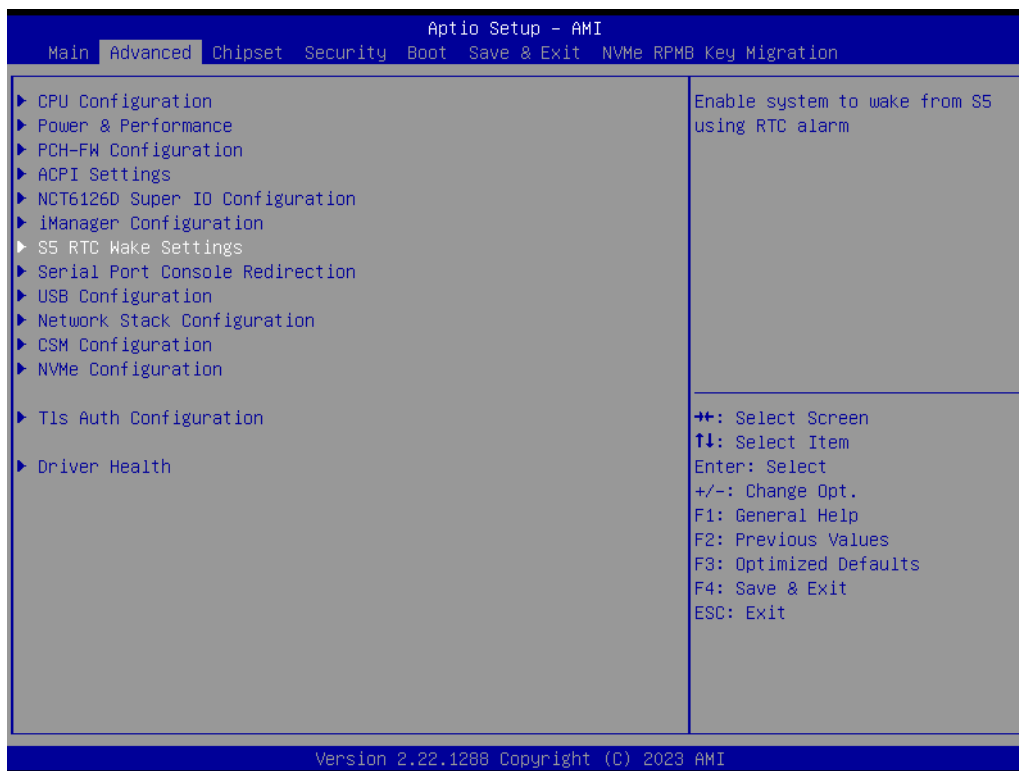 Aptio Setup - AMI
Main Advanced Chipset Security Boot Save & Exit NVMe RPMB Key Migration
CPU Configuration
Power & Performance
PCH-FW Configuration
ACPI Settings
NCT6126D Super IO Configuration
iManager Configuration
S5 RTC Wake Settings
Serial Port Console Redirection
USB Configuration
Network Stack Configuration
CSM Configuration
NVMe Configuration
Tls Auth Configuration
Driver Health
Enable system to wake from S5
using RTC alarm
→←: Select Screen
↑↓: Select Item
Enter: Select
+/-: Change Opt.
F1: General Help
F2: Previous Values
F3: Optimized Defaults
F4: Save & Exit
ESC: Exit
Version 2.22.1288 Copyright (C) 2023 AMI